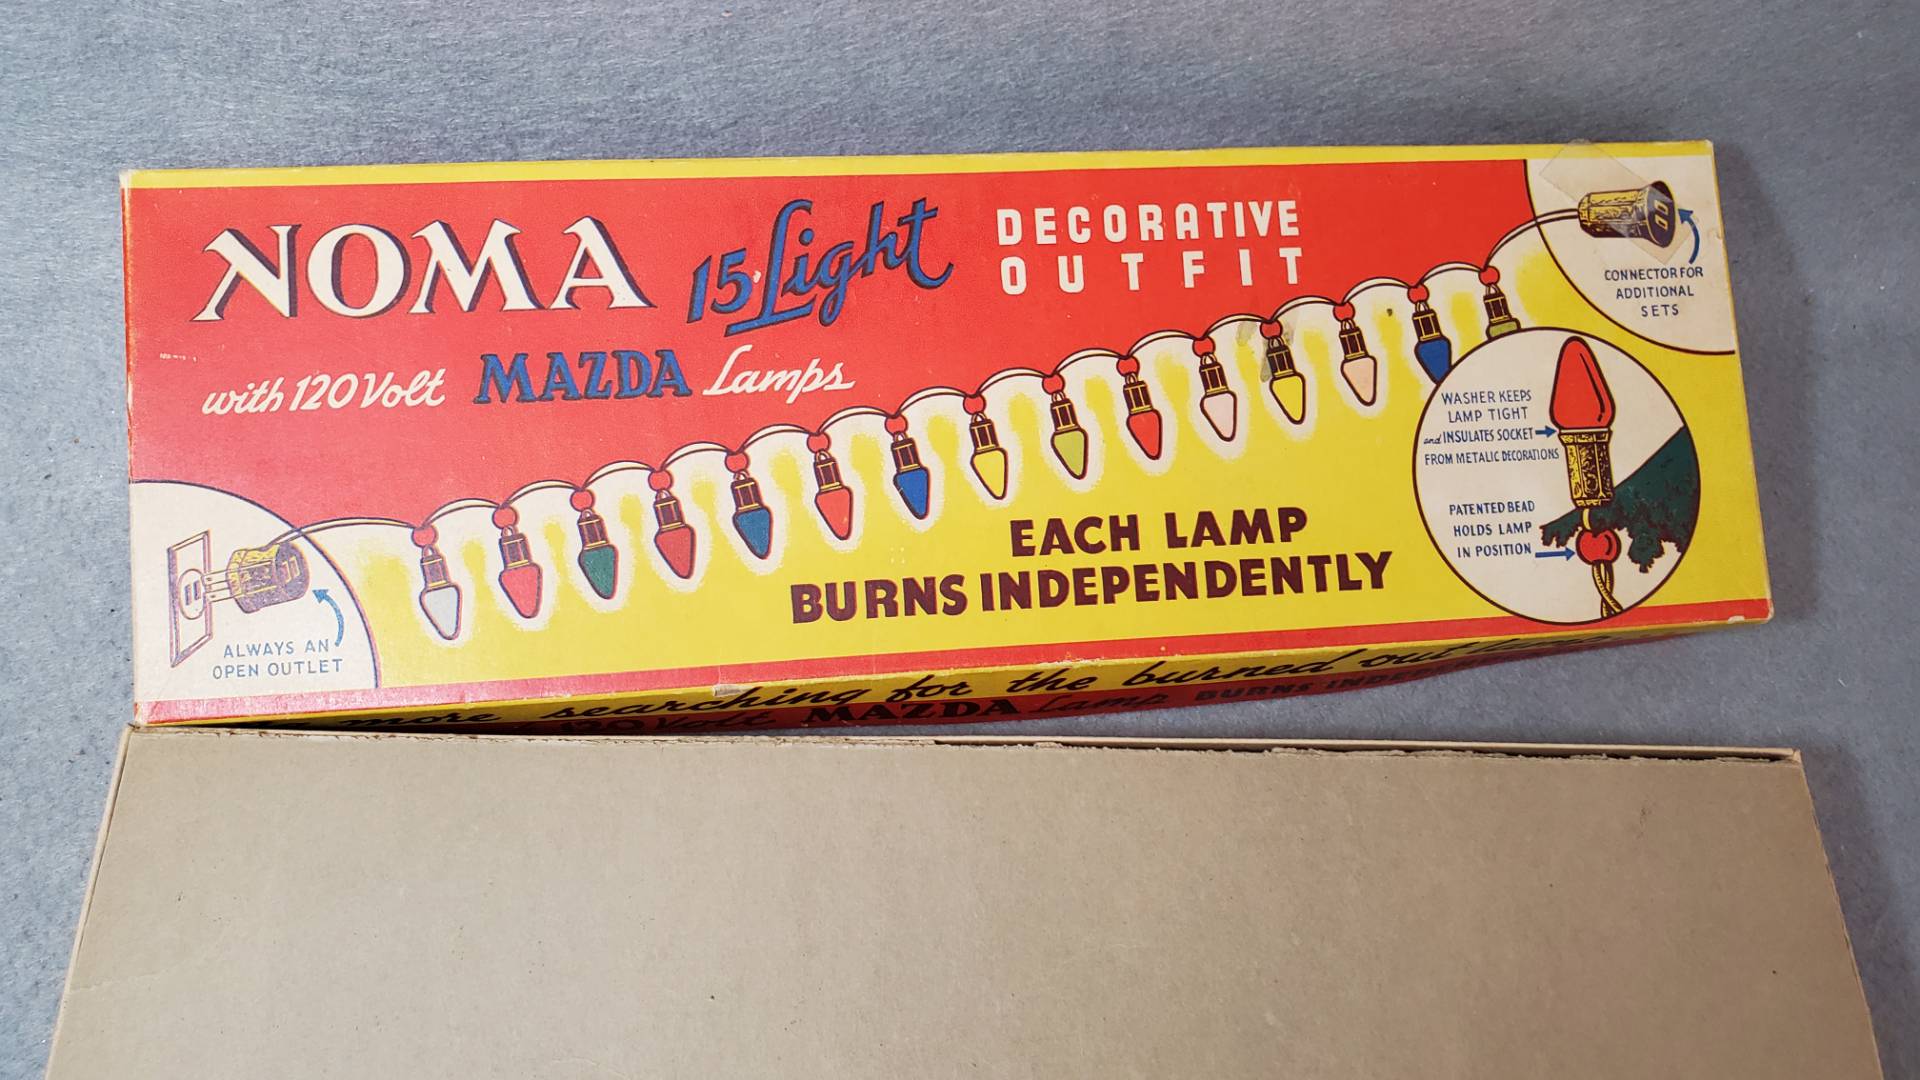 NOMA 15 Light DECORATIVE
OUTFIT
with 120 Volt MAZDA Lamps
CONNECTOR FOR
ADDITIONAL
SETS
WASHER KEEPS
LAMP TIGHT
and INSULATES SOCKET
FROM METALIC DECORATIONS
PATENTED BEAD
HOLDS LAMP
IN POSITION
EACH LAMP
BURNS INDEPENDENTLY
ALWAYS AN
OPEN OUTLET
more searching for the burned out
120 Volt MAZDA Lamp BURNS